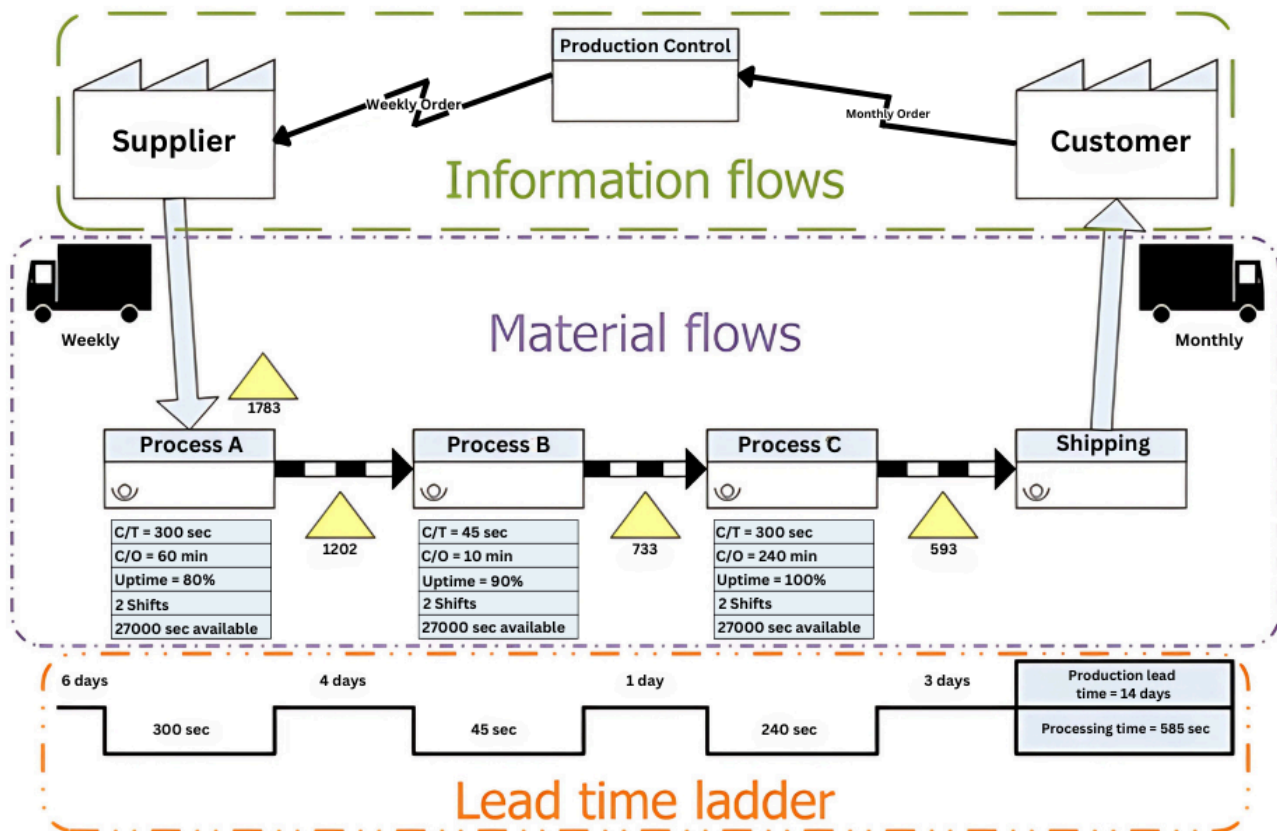 Production Control
Supplier
Weekly Order
Monthly Order
Customer
Information flows
Weekly
Material flows
Monthly
1783
Process A
Process B
Process C
Shipping
1202
733
593
C/T = 300 sec
C/O = 60 min
Uptime = 80%
2 Shifts
27000 sec available
C/T = 45 sec
C/O = 10 min
Uptime = 90%
2 Shifts
27000 sec available
C/T = 300 sec
C/O = 240 min
Uptime = 100%
2 Shifts
27000 sec available
6 days
4 days
1 day
3 days
Production lead
time = 14 days
300 sec
45 sec
240 sec
Processing time = 585 sec
Lead time ladder